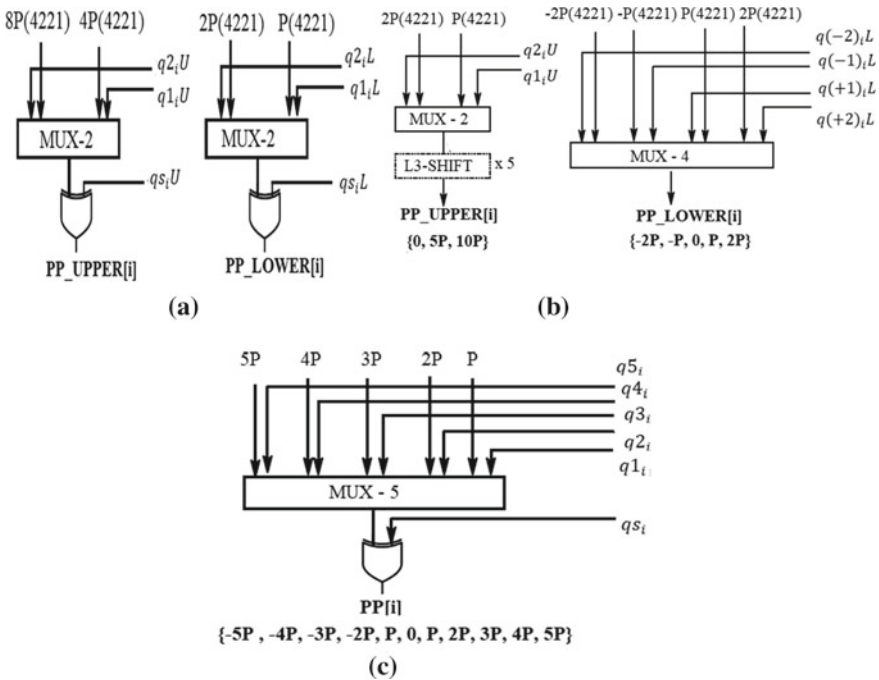 8P(4221) 4P(4221)
q2ᵢU
q1ᵢU
MUX-2
qsᵢU
PP_UPPER[i]
2P(4221) P(4221)
q2ᵢL
q1ᵢL
MUX-2
qsᵢL
PP_LOWER[i]
(a)
2P(4221) P(4221)
q2ᵢU
q1ᵢU
MUX - 2
L3-SHIFT x 5
PP_UPPER[i]
{0, 5P, 10P}
-2P(4221) -P(4221) P(4221) 2P(4221)
q(−2)ᵢL
q(−1)ᵢL
q(+1)ᵢL
q(+2)ᵢL
MUX - 4
PP_LOWER[i]
{-2P, -P, 0, P, 2P}
(b)
5P 4P 3P 2P P
q5ᵢ
q4ᵢ
q3ᵢ
q2ᵢ
q1ᵢ
MUX - 5
qsᵢ
PP[i]
{-5P , -4P, -3P, -2P, P, 0, P, 2P, 3P, 4P, 5P}
(c)